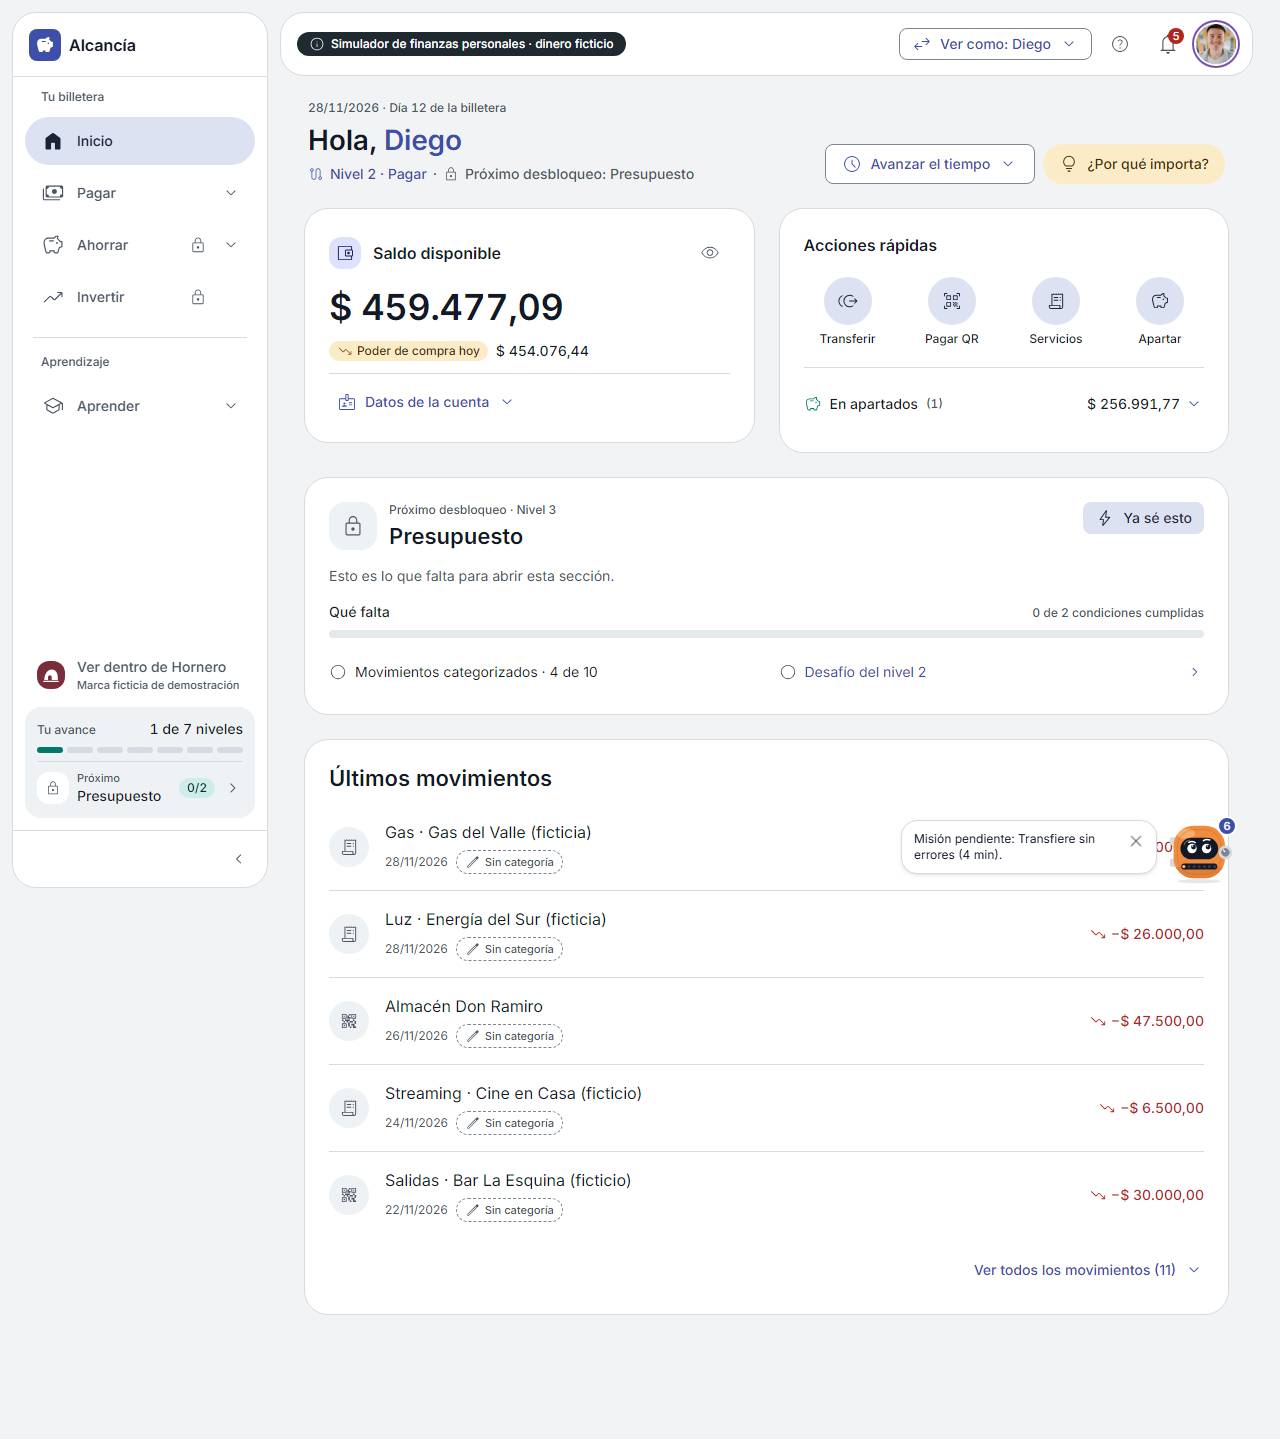 Alcancía
Tu billetera
Inicio
Pagar
Ahorrar
Invertir
Aprendizaje
Aprender
Ver dentro de Hornero
Marca ficticia de demostración
Tu avance
1 de 7 niveles
Próximo
Presupuesto
0/2
Simulador de finanzas personales · dinero ficticio
Ver como: Diego
5
28/11/2026 · Día 12 de la billetera
Hola, Diego
Nivel 2 · Pagar · Próximo desbloqueo: Presupuesto
Avanzar el tiempo
¿Por qué importa?
Saldo disponible
$ 459.477,09
Poder de compra hoy $ 454.076,44
Datos de la cuenta
Acciones rápidas
Transferir
Pagar QR
Servicios
Apartar
En apartados (1)
$ 256.991,77
Próximo desbloqueo · Nivel 3
Presupuesto
Ya sé esto
Esto es lo que falta para abrir esta sección.
Qué falta
0 de 2 condiciones cumplidas
Movimientos categorizados · 4 de 10
Desafío del nivel 2
Últimos movimientos
Gas · Gas del Valle (ficticia)
28/11/2026 Sin categoría
Misión pendiente: Transfiere sin
errores (4 min).
6
Luz · Energía del Sur (ficticia)
28/11/2026 Sin categoría
−$ 26.000,00
Almacén Don Ramiro
26/11/2026 Sin categoría
−$ 47.500,00
Streaming · Cine en Casa (ficticio)
24/11/2026 Sin categoría
−$ 6.500,00
Salidas · Bar La Esquina (ficticio)
22/11/2026 Sin categoría
−$ 30.000,00
Ver todos los movimientos (11)